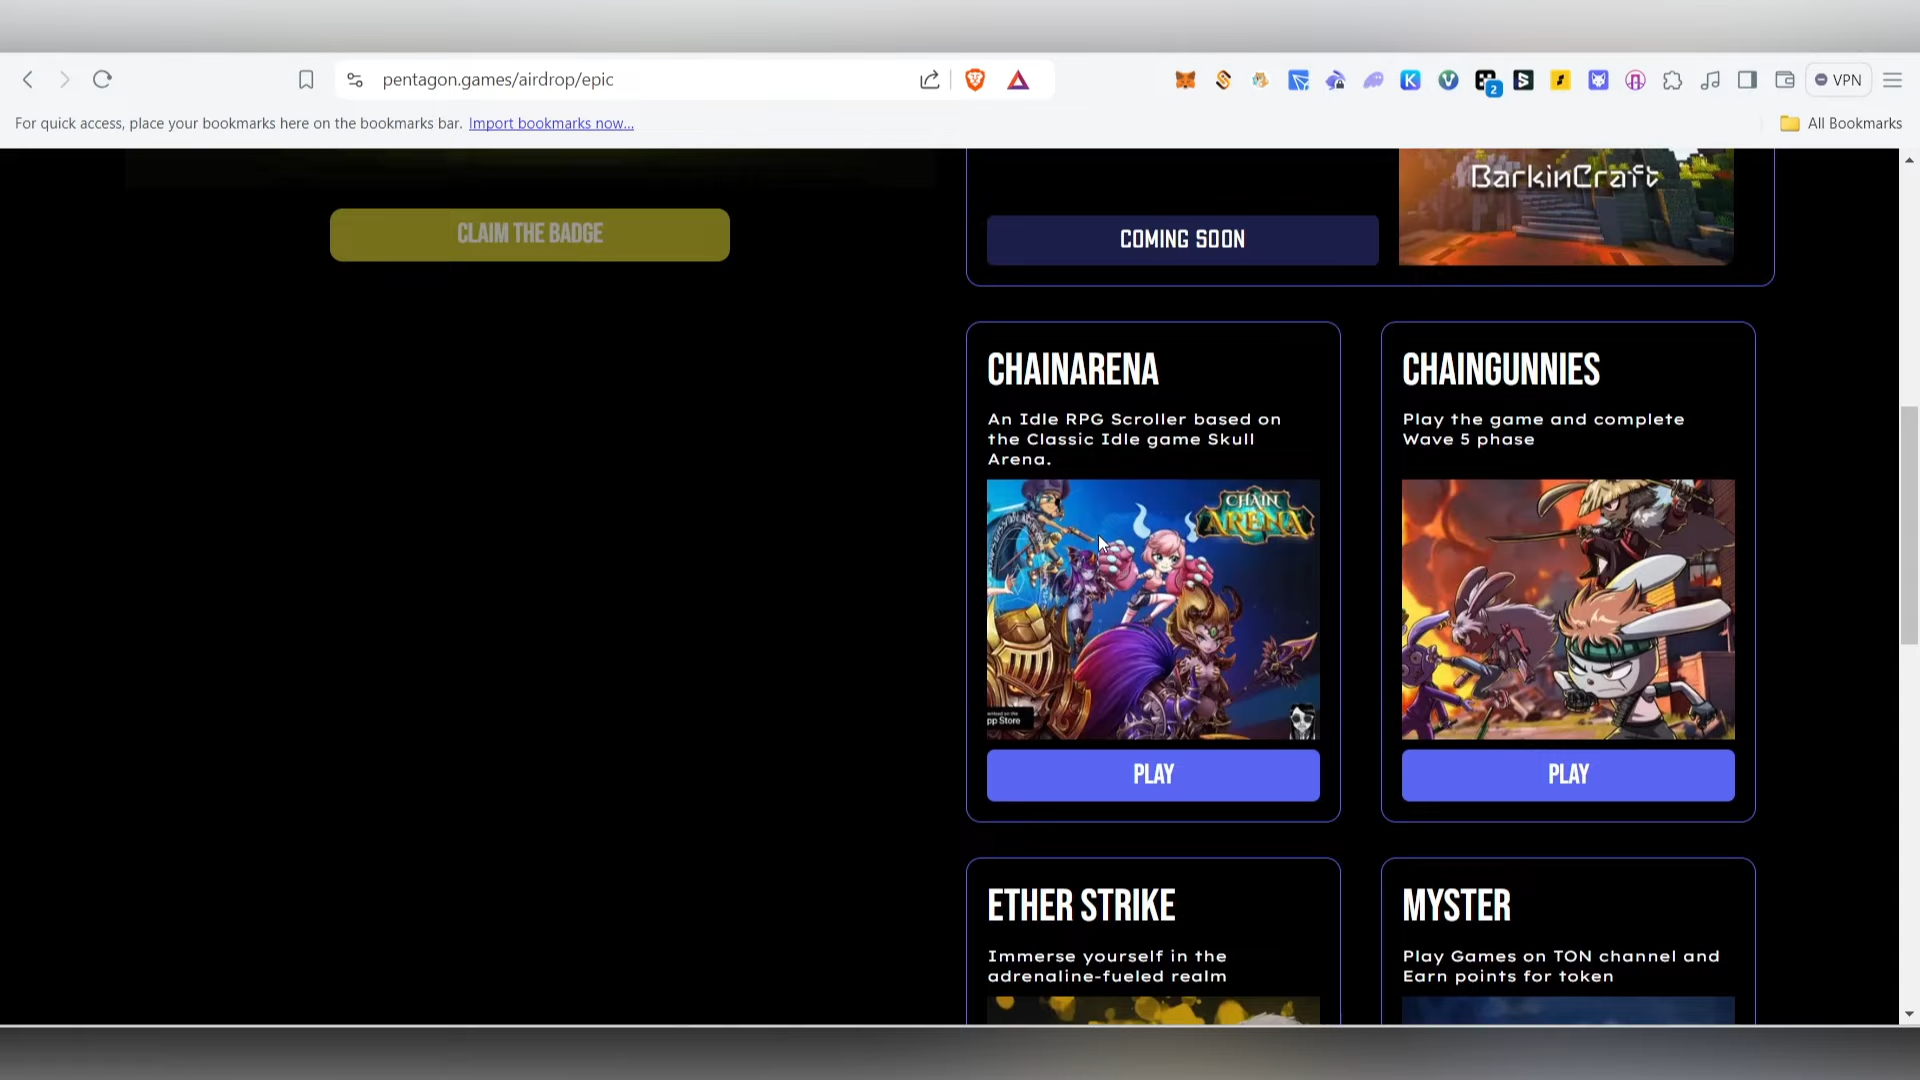 pentagon.games/airdrop/epic
2
VPN
For quick access, place your bookmarks here on the bookmarks bar. Import bookmarks now...
All Bookmarks
CLAIM THE BADGE
COMING SOON
BarkinCraft
CHAINARENA
An Idle RPG Scroller based on
the Classic Idle game Skull
Arena.
CHAIN
ARENA
pp Store
PLAY
CHAINGUNNIES
Play the game and complete
Wave 5 phase
PLAY
ETHER STRIKE
Immerse yourself in the
adrenaline-fueled realm
MYSTER
Play Games on TON channel and
Earn points for token